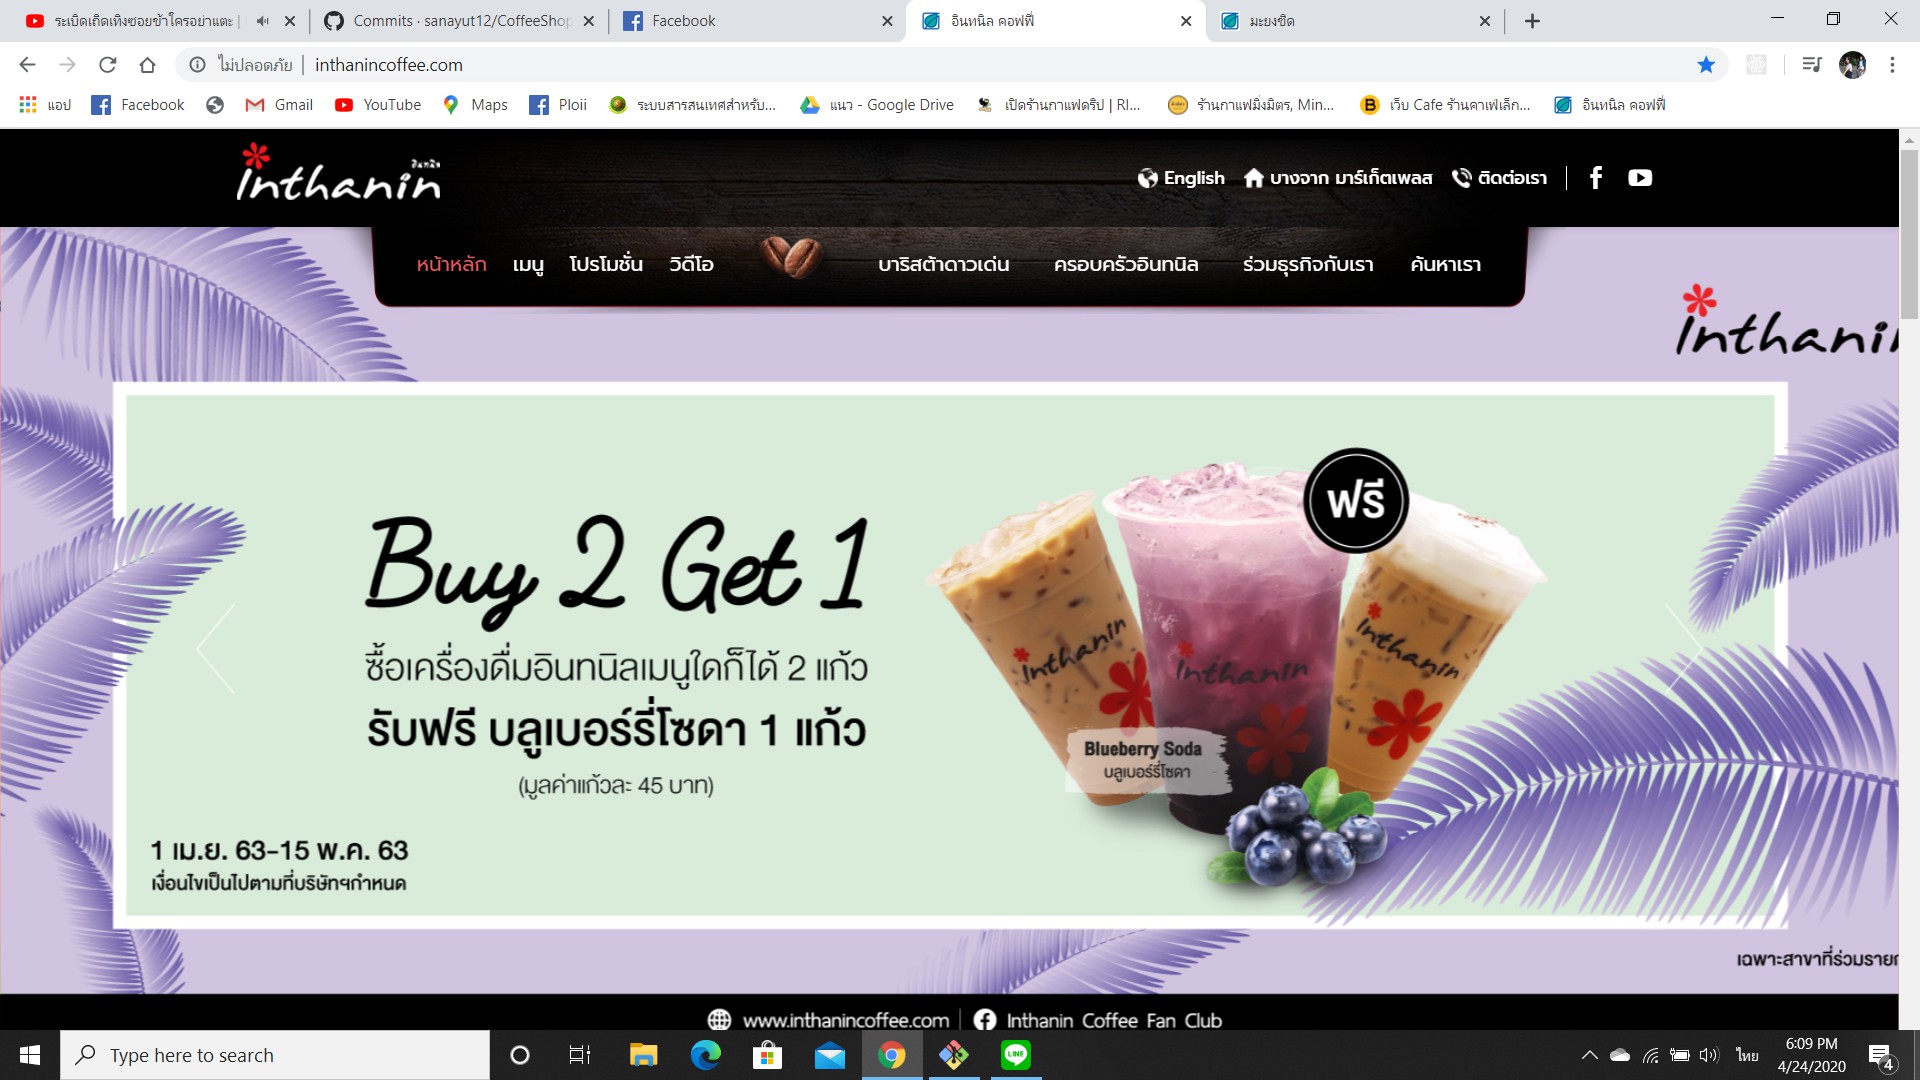 ระเบิดเถิดเทิงซอยข้าใครอย่าแตะ |
Commits · sanayut12/CoffeeShop
Facebook
อินทนิล คอฟฟี่
มะยงชิด
ไม่ปลอดภัย | inthanincoffee.com
แอป
Facebook
Gmail
YouTube
Maps
Ploii
ระบบสารสนเทศสำหรับ...
แนว - Google Drive
เปิดร้านกาแฟดริป | RI...
ร้านกาแฟมิ่งมิตร, Min...
เว็บ Cafe ร้านคาเฟ่เล็ก...
อินทนิล คอฟฟี่
อินทนิล
inthanin
English
บางจาก มาร์เก็ตเพลส
ติดต่อเรา
หน้าหลัก
เมนู
โปรโมชั่น
วิดีโอ
บาริสต้าดาวเด่น
ครอบครัวอินทนิล
ร่วมธุรกิจกับเรา
ค้นหาเรา
inthanin
Buy 2 Get 1
ซื้อเครื่องดื่มอินทนิลเมนูใดก็ได้ 2 แก้ว
รับฟรี บลูเบอร์รี่โซดา 1 แก้ว
(มูลค่าแก้วละ 45 บาท)
1 เม.ย. 63-15 พ.ค. 63
เงื่อนไขเป็นไปตามที่บริษัทฯกำหนด
ฟรี
inthanin
inthanin
inthanin
Blueberry Soda
บลูเบอร์รี่โซดา
เฉพาะสาขาที่ร่วมรายก
www.inthanincoffee.com
Inthanin Coffee Fan Club
Type here to search
LINE
ไทย
6:09 PM
4/24/2020
4